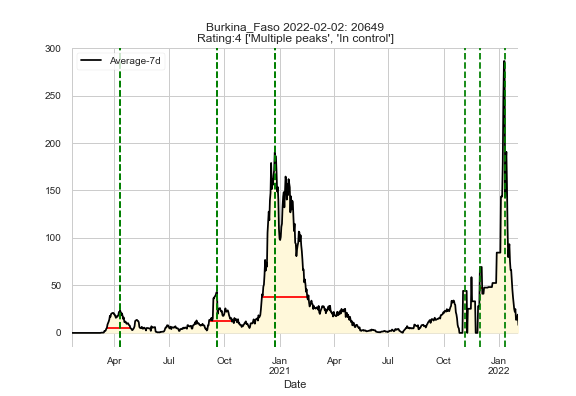 Burkina_Faso 2022-02-02: 20649
Rating:4 ['Multiple peaks', 'In control']
300
250
200
150
100
50
0
Average-7d
Apr Jul Oct Jan Apr Jul Oct Jan
2021 2022
Date